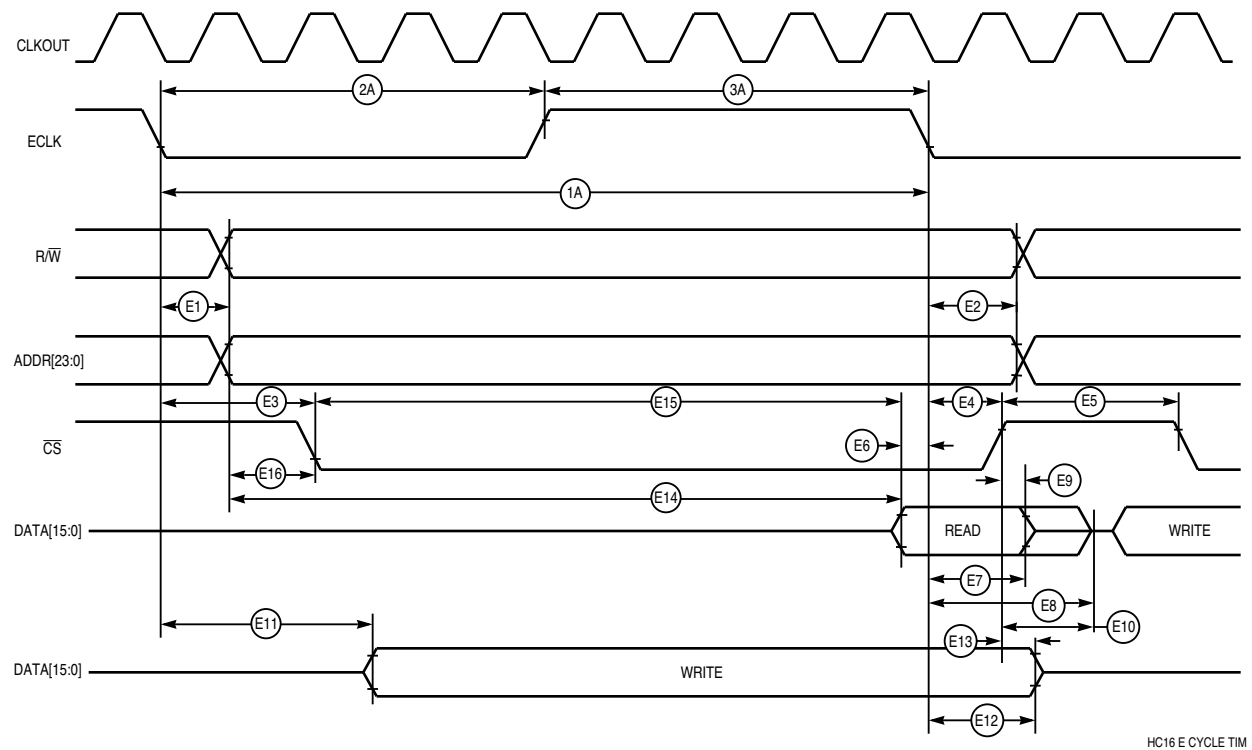 CLKOUT
2A
3A
ECLK
1A
R/W̅
E1
E2
ADDR[23:0]
E3
E15
E4
E5
C̅S̅
E6
E16
E9
E14
DATA[15:0]
READ
WRITE
E7
E8
E11
E10
E13
DATA[15:0]
WRITE
E12
HC16 E CYCLE TIM